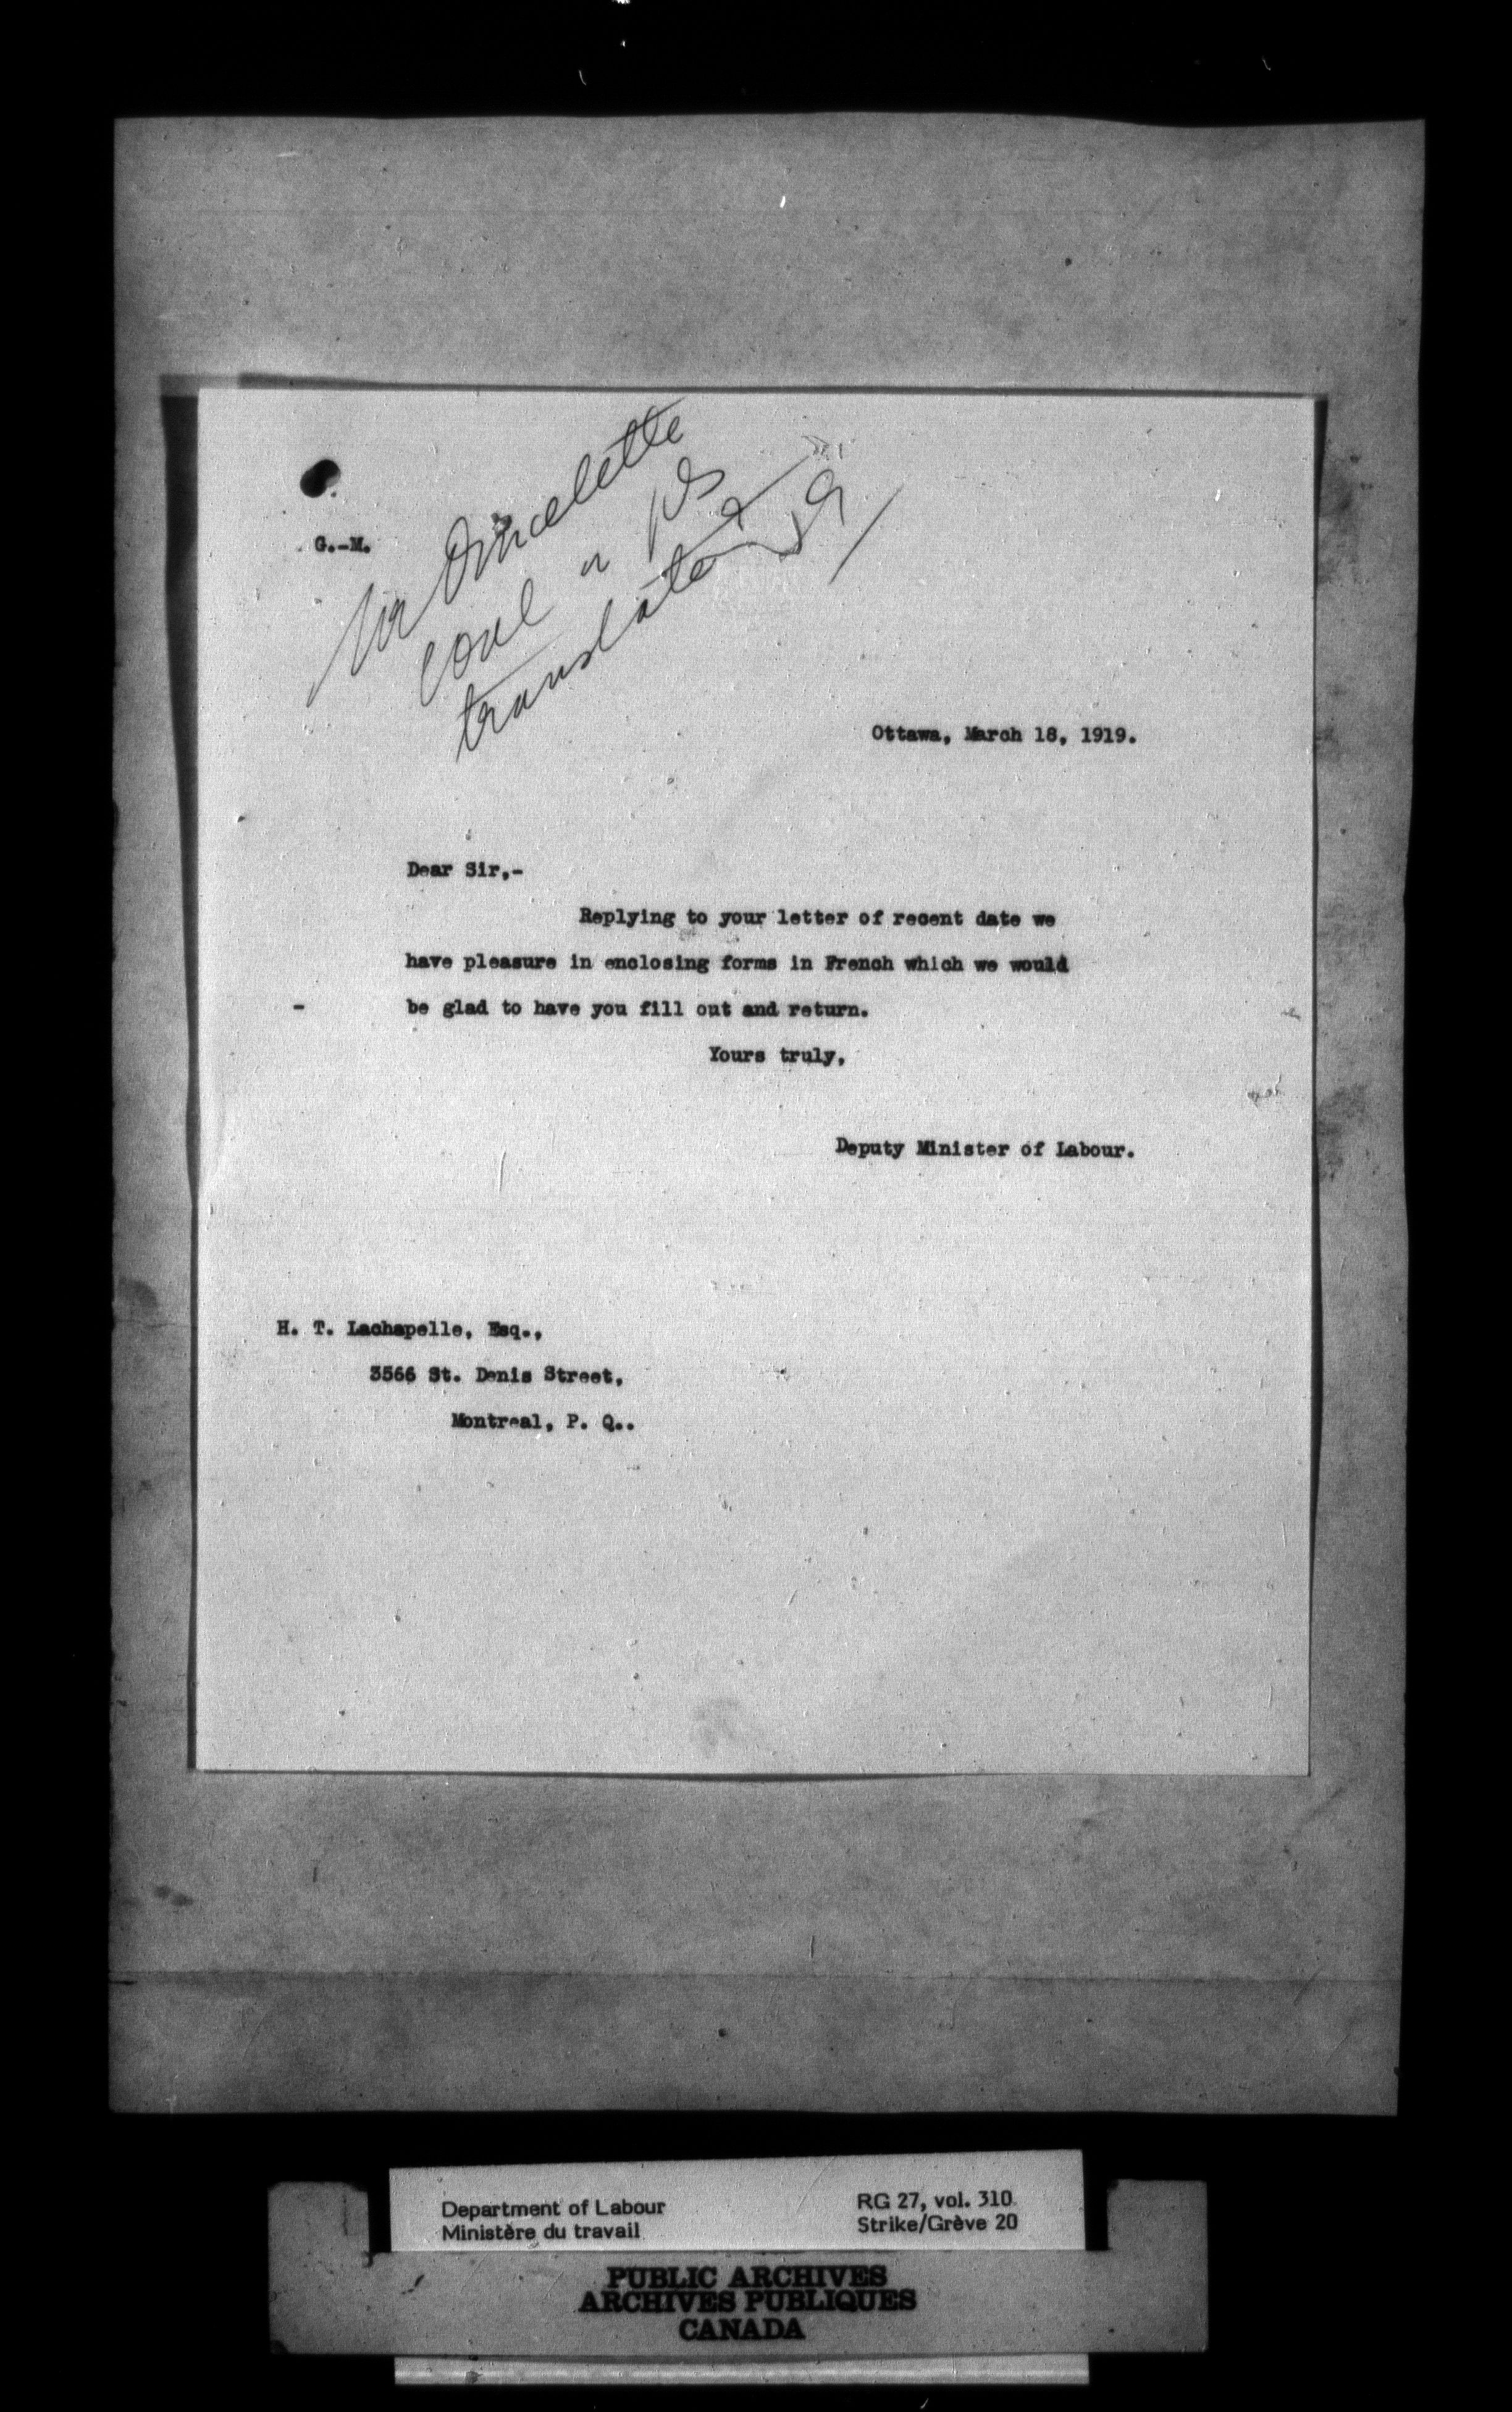 G.-M.
translate
Ottawa, March 18, 1919.
Dear Sir,-
Replying to your letter of recent date we
have pleasure in enclosing forms in French which we would
- be glad to have you fill out and return.
Yours truly,
Deputy Minister of Labour.
H. T. Lachapelle, Esq.,
3566 St. Denis Street,
Montreal, P. Q..
Department of Labour
Ministère du travail
RG 27, vol. 310
Strike/Grève 20
PUBLIC ARCHIVES
ARCHIVES PUBLIQUES
CANADA